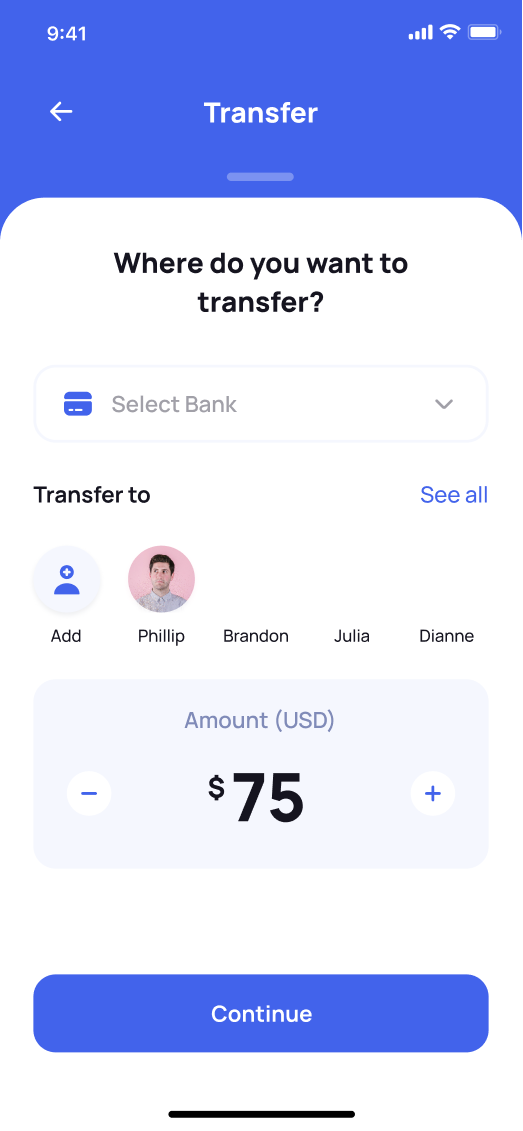 9:41
Transfer
Where do you want to
transfer?
Select Bank
Transfer to
See all
Add
Phillip
Brandon
Julia
Dianne
Amount (USD)
$75
Continue